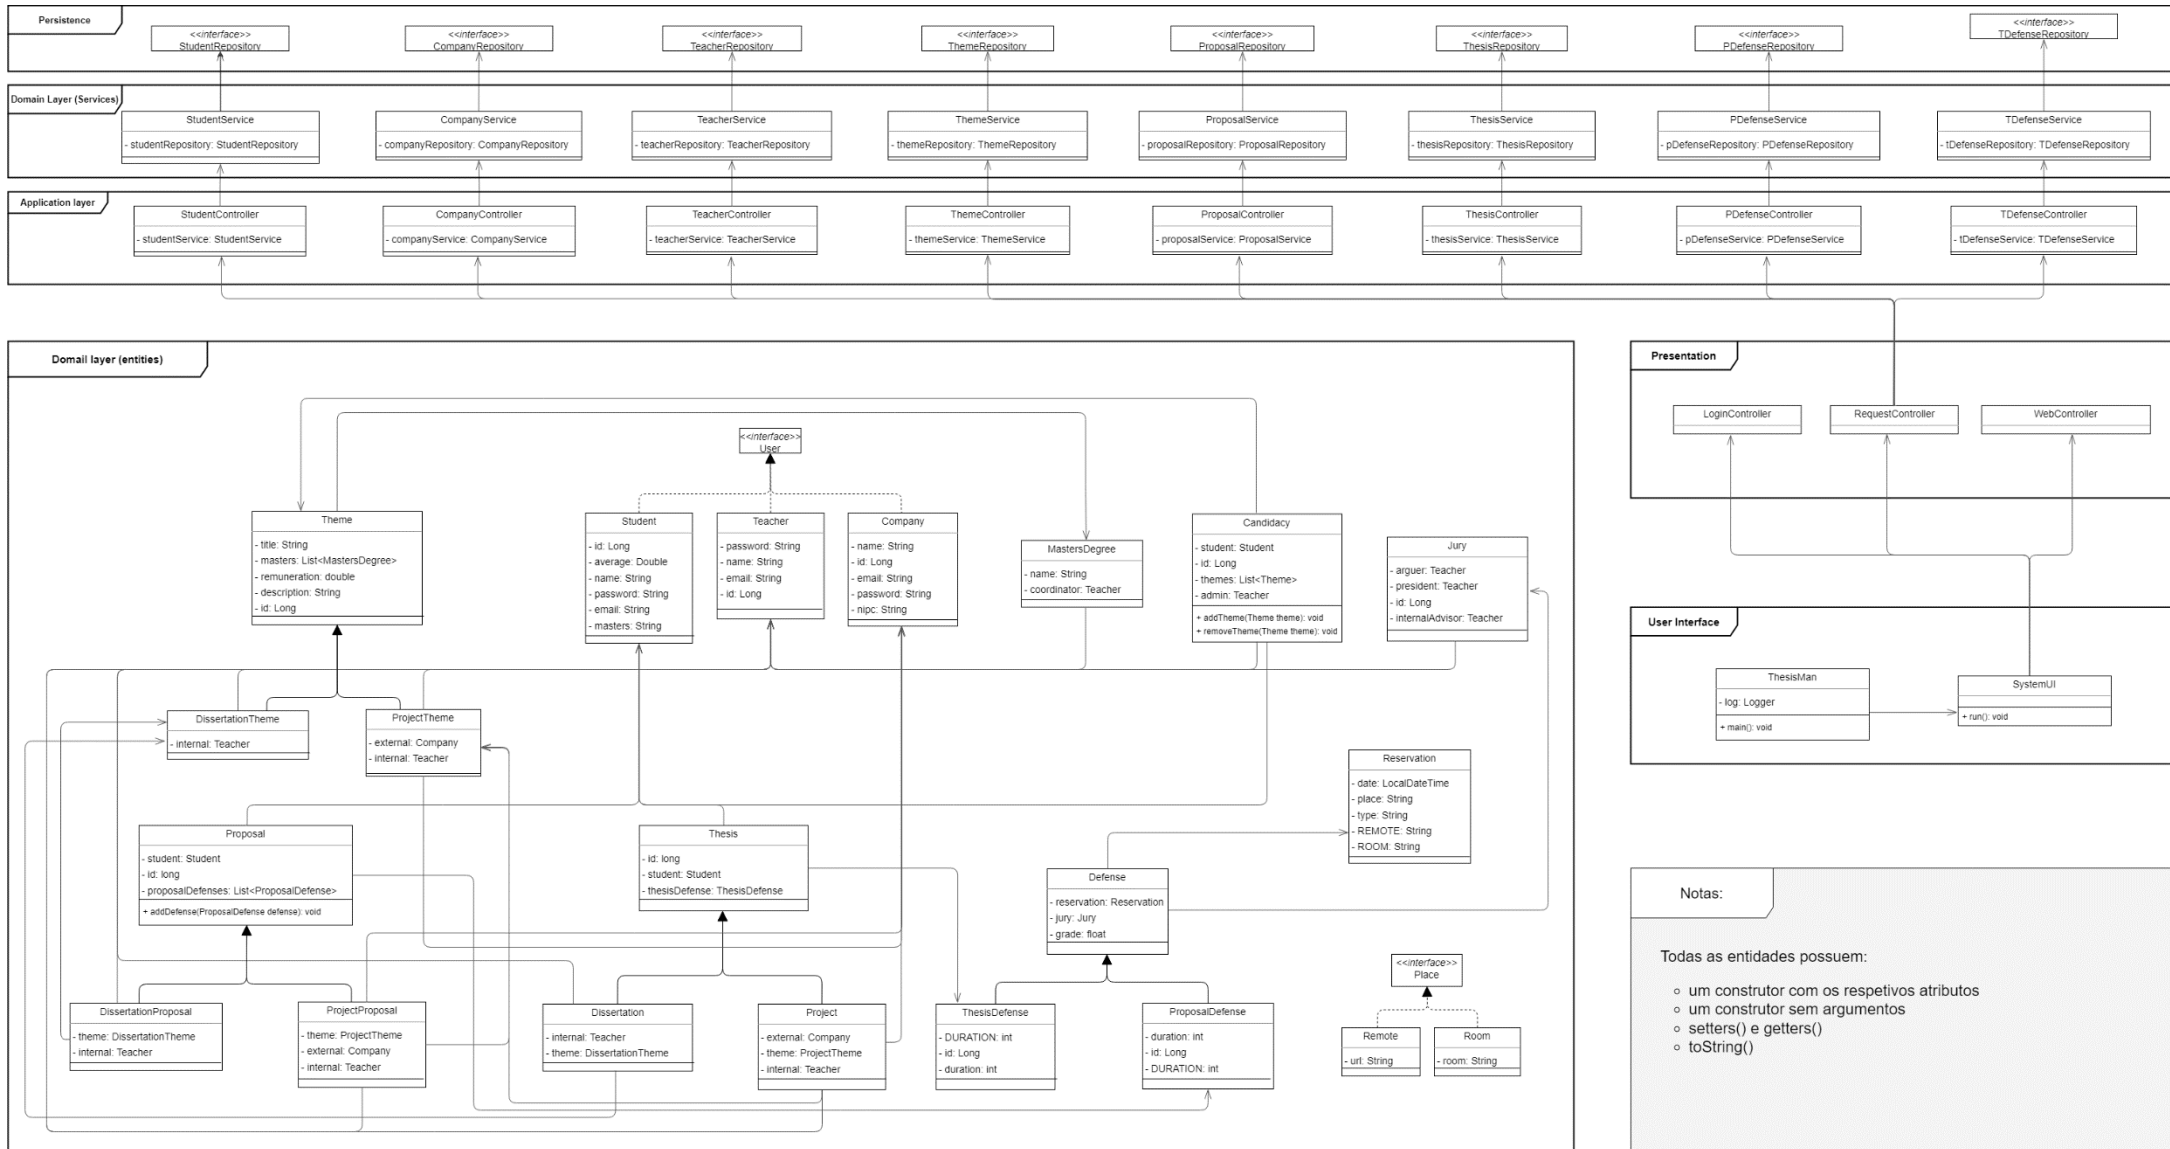 Persistence
<<interface>>
StudentRepository
<<interface>>
CompanyRepository
<<interface>>
TeacherRepository
<<interface>>
ThemeRepository
<<interface>>
ProposalRepository
<<interface>>
ThesisRepository
<<interface>>
PDefenseRepository
<<interface>>
TDefenseRepository
Domain Layer (Services)
StudentService
- studentRepository: StudentRepository
CompanyService
- companyRepository: CompanyRepository
TeacherService
- teacherRepository: TeacherRepository
ThemeService
- themeRepository: ThemeRepository
ProposalService
- proposalRepository: ProposalRepository
ThesisService
- thesisRepository: ThesisRepository
PDefenseService
- pDefenseRepository: PDefenseRepository
TDefenseService
- tDefenseRepository: TDefenseRepository
Application layer
StudentController
- studentService: StudentService
CompanyController
- companyService: CompanyService
TeacherController
- teacherService: TeacherService
ThemeController
- themeService: ThemeService
ProposalController
- proposalService: ProposalService
ThesisController
- thesisService: ThesisService
PDefenseController
- pDefenseService: PDefenseService
TDefenseController
- tDefenseService: TDefenseService
Domail layer (entities)
<<interface>>
User
Theme
- title: String
- masters: List<MastersDegree>
- remuneration: double
- description: String
- id: Long
Student
- id: Long
- average: Double
- name: String
- password: String
- email: String
- masters: String
Teacher
- password: String
- name: String
- email: String
- id: Long
Company
- name: String
- id: Long
- email: String
- password: String
- nipc: String
MastersDegree
- name: String
- coordinator: Teacher
Candidacy
- student: Student
- id: Long
- themes: List<Theme>
- admin: Teacher
+ addTheme(Theme theme): void
+ removeTheme(Theme theme): void
Jury
- arguer: Teacher
- president: Teacher
- id: Long
- internalAdvisor: Teacher
DissertationTheme
- internal: Teacher
ProjectTheme
- external: Company
- internal: Teacher
Reservation
- date: LocalDateTime
- place: String
- type: String
- REMOTE: String
- ROOM: String
Proposal
- student: Student
- id: long
- proposalDefenses: List<ProposalDefense>
+ addDefense(ProposalDefense defense): void
Thesis
- id: long
- student: Student
- thesisDefense: ThesisDefense
Defense
- reservation: Reservation
- jury: Jury
- grade: float
<<interface>>
Place
DissertationProposal
- theme: DissertationTheme
- internal: Teacher
ProjectProposal
- theme: ProjectTheme
- external: Company
- internal: Teacher
Dissertation
- internal: Teacher
- theme: DissertationTheme
Project
- external: Company
- theme: ProjectTheme
- internal: Teacher
ThesisDefense
- DURATION: int
- id: Long
- duration: int
ProposalDefense
- duration: int
- id: Long
- DURATION: int
Remote
- url: String
Room
- room: String
Presentation
LoginController
RequestController
WebController
User Interface
ThesisMan
- log: Logger
+ main(): void
SystemUI
+ run(): void
Notas:
Todas as entidades possuem:
um construtor com os respetivos atributos
um construtor sem argumentos
setters() e getters()
toString()